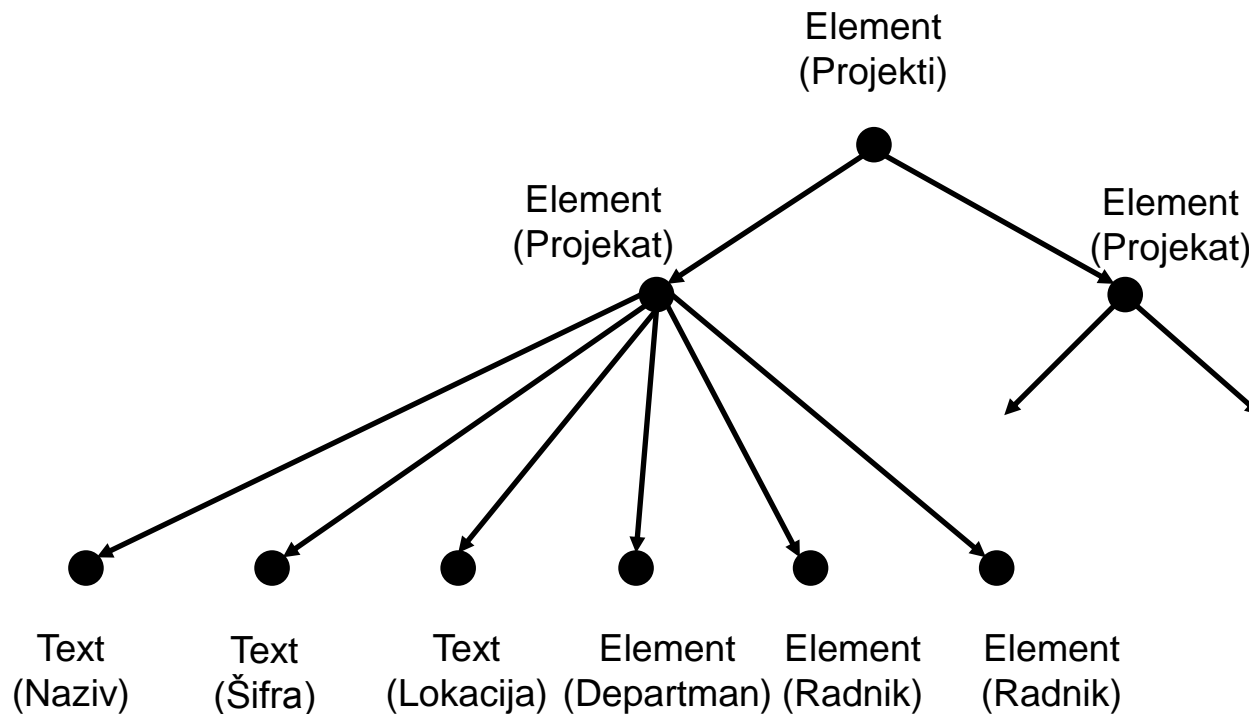 Element
(Projekti)
Element
(Projekat)
Element
(Projekat)
Text
(Naziv)
Text
(Šifra)
Text
(Lokacija)
Element
(Departman)
Element
(Radnik)
Element
(Radnik)